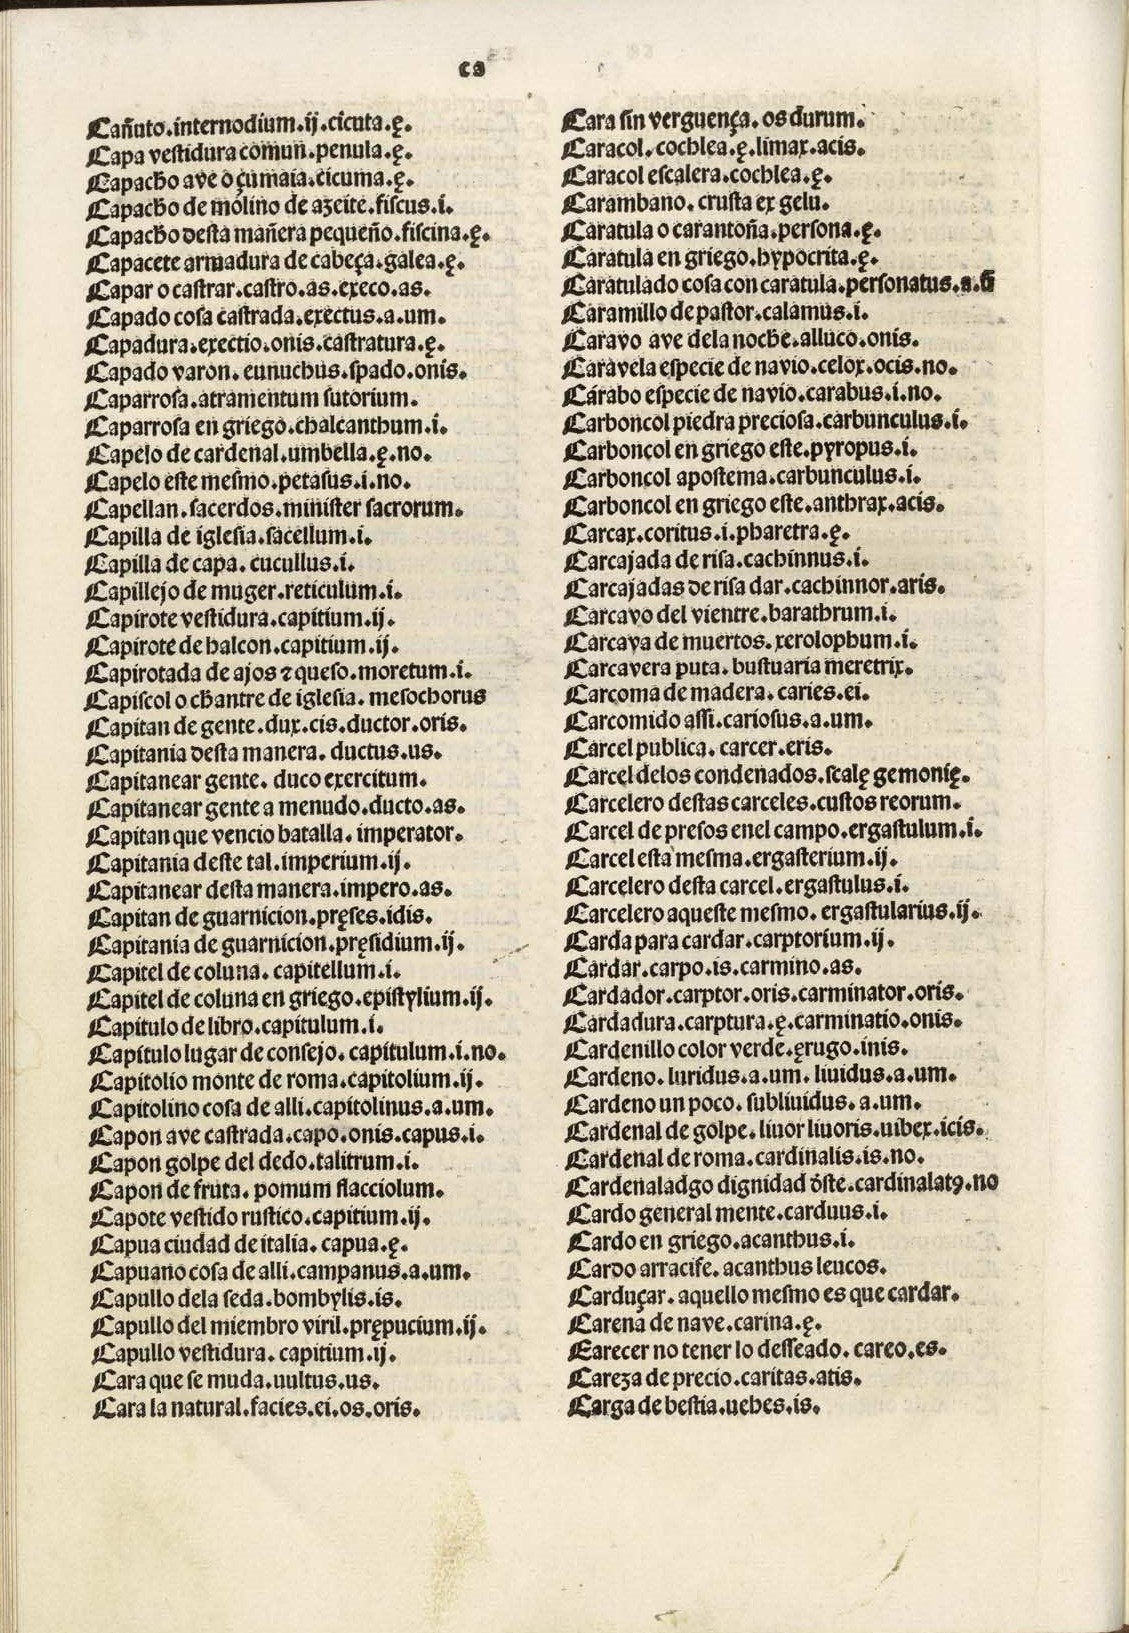 ca
Cañuto.internodium.ij.cicuta.ę.
Capa vestidura comun.penula.ę.
Capacho ave o çumaia.cicuma.ę.
Capacho de molino de azeite.fiscus.i.
Capacho desta mañera pequeño.fiscina.ę.
Capacete armadura de cabeça.galea.ę.
Capar o castrar.castro.as.execo.as.
Capado cosa castrada.exectus.a.um.
Capadura.exectio.onis.castratura.ę.
Capado varon.eunuchus.spado.onis.
Caparrosa.atramentum sutorium.
Caparrosa en griego.chalcanthum.i.
Capelo de cardenal.umbella.ę.no.
Capelo este mesmo.petasus.i.no.
Capellan.sacerdos.minister sacrorum.
Capilla de iglesia.sacellum.i.
Capilla de capa.cucullus.i.
Capillejo de muger.reticulum.i.
Capirote vestidura.capitium.ij.
Capirote de halcon.capitium.ij.
Capirotada de ajos ⁊ queso.moretum.i.
Capiscol o chantre de iglesia.mesochorus
Capitan de gente.dux.cis.ductor.oris.
Capitania desta manera.ductus.us.
Capitanear gente.duco exercitum.
Capitanear gente a menudo.ducto.as.
Capitan que vencio batalla.imperator.
Capitania deste tal.imperium.ij.
Capitanear desta manera.impero.as.
Capitan de guarnicion.pręses.idis.
Capitania de guarnicion.pręsidium.ij.
Capitel de coluna.capitellum.i.
Capitel de coluna en griego.epistylium.ij.
Capitulo de libro.capitulum.i.
Capitulo lugar de consejo.capitulum.i.no.
Capitolio monte de roma.capitolium.ij.
Capitolino cosa de alli.capitolinus.a.um.
Capon ave castrada.capo.onis.capus.i.
Capon golpe del dedo.talitrum.i.
Capon de fruta.pomum flacciolum.
Capote vestido rustico.capitium.ij.
Capua ciudad de italia.capua.ę.
Capuano cosa de alli.campanus.a.um.
Capullo dela seda.bombylis.is.
Capullo del miembro viril.prępucium.ij.
Capullo vestidura.capitium.ij.
Cara que se muda.uultus.us.
Cara la natural.facies.ei.os.oris.
Cara sin verguença.os durum.
Caracol.cochlea.ę.limax.acis.
Caracol escalera.cochlea.ę.
Carambano.crusta ex gelu.
Caratula o carantoña.persona.ę.
Caratula en griego.hypocrita.ę.
Caratulado cosa con caratula.personatus.a.
Caramillo de pastor.calamus.i.
Caravo ave dela noche.alluco.onis.
Caravela especie de navio.celox.ocis.no.
Cárabo especie de navio.carabus.i.no.
Carboncol piedra preciosa.carbunculus.i.
Carboncol en griego este.pyropus.i.
Carboncol apostema.carbunculus.i.
Carboncol en griego este.anthrax.acis.
Carcax.coritus.i.pharetra.ę.
Carcajada de risa.cachinnus.i.
Carcajadas de risa dar.cachinnor.aris.
Carcavo del vientre.barathrum.i.
Carcava de muertos.xerolophum.i.
Carcavera puta.bustuaria meretrix.
Carcoma de madera.caries.ei.
Carcomido assi.cariosus.a.um.
Carcel publica.carcer.eris.
Carcel delos condenados.scalę gemonię.
Carcelero destas carceles.custos reorum.
Carcel de presos enel campo.ergastulum.i.
Carcel esta mesma.ergasterium.ij.
Carcelero desta carcel.ergastulus.i.
Carcelero aqueste mesmo.ergastularius.ij.
Carda para cardar.carptorium.ij.
Cardar.carpo.is.carmino.as.
Cardador.carptor.oris.carminator.oris.
Cardadura.carptura.ę.carminatio.onis.
Cardenillo color verde.ęrugo.inis.
Cardeno.luridus.a.um.liuidus.a.um.
Cardeno un poco.subliuidus.a.um.
Cardenal de golpe.liuor liuoris.uibex.icis.
Cardenal de roma.cardinalis.is.no.
Cardenaladgo dignidad d̄ste.cardinalatꝰ.no
Cardo general mente.carduus.i.
Cardo en griego.acanthus.i.
Cardo arracife.acanthus leucos.
Carduçar.aquello mesmo es que cardar.
Carena de nave.carina.ę.
Carecer no tener lo desseado.careo.es.
Careza de precio.caritas.atis.
Carga de bestia.uehes.is.